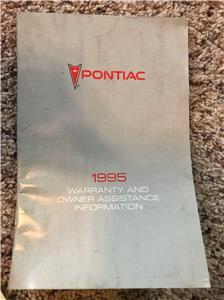 PONTIAC
1995
WARRANTY AND
OWNER ASSISTANCE
INFORMATION